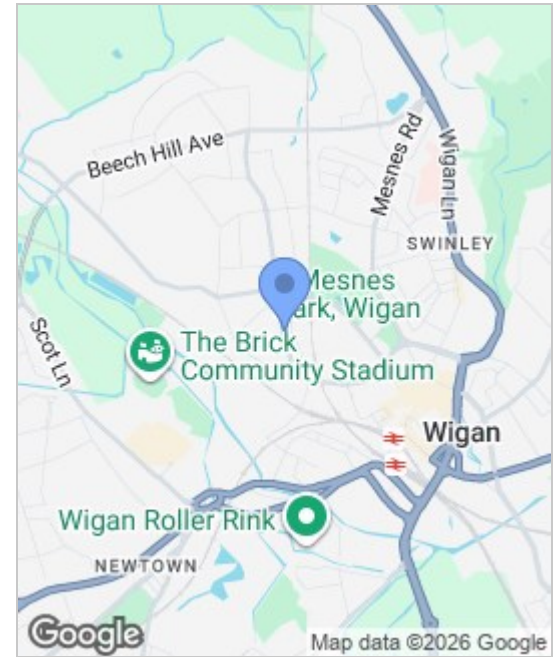 Beech Hill Ave
Mesnes Rd
Wigan Ln
SWINLEY
Mesnes
ark, Wigan
The Brick
Community Stadium
Scot Ln
Wigan
Wigan Roller Rink
NEWTOWN
Google
Map data ©2026 Google